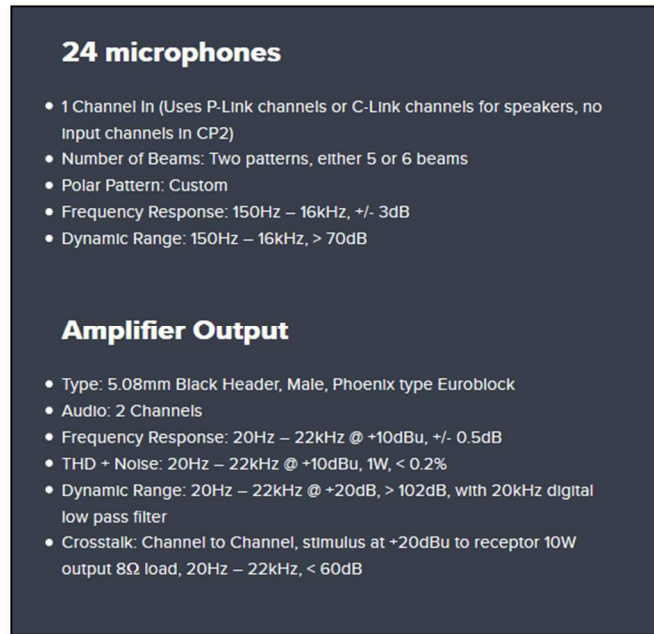 24 microphones
• 1 Channel In (Uses P-Link channels or C-Link channels for speakers, no
input channels in CP2)
• Number of Beams: Two patterns, either 5 or 6 beams
• Polar Pattern: Custom
• Frequency Response: 150Hz – 16kHz, +/- 3dB
• Dynamic Range: 150Hz – 16kHz, > 70dB
Amplifier Output
• Type: 5.08mm Black Header, Male, Phoenix type Euroblock
• Audio: 2 Channels
• Frequency Response: 20Hz – 22kHz @ +10dBu, +/- 0.5dB
• THD + Noise: 20Hz – 22kHz @ +10dBu, 1W, < 0.2%
• Dynamic Range: 20Hz – 22kHz @ +20dB, > 102dB, with 20kHz digital
low pass filter
• Crosstalk: Channel to Channel, stimulus at +20dBu to receptor 10W
output 8Ω load, 20Hz – 22kHz, < 60dB